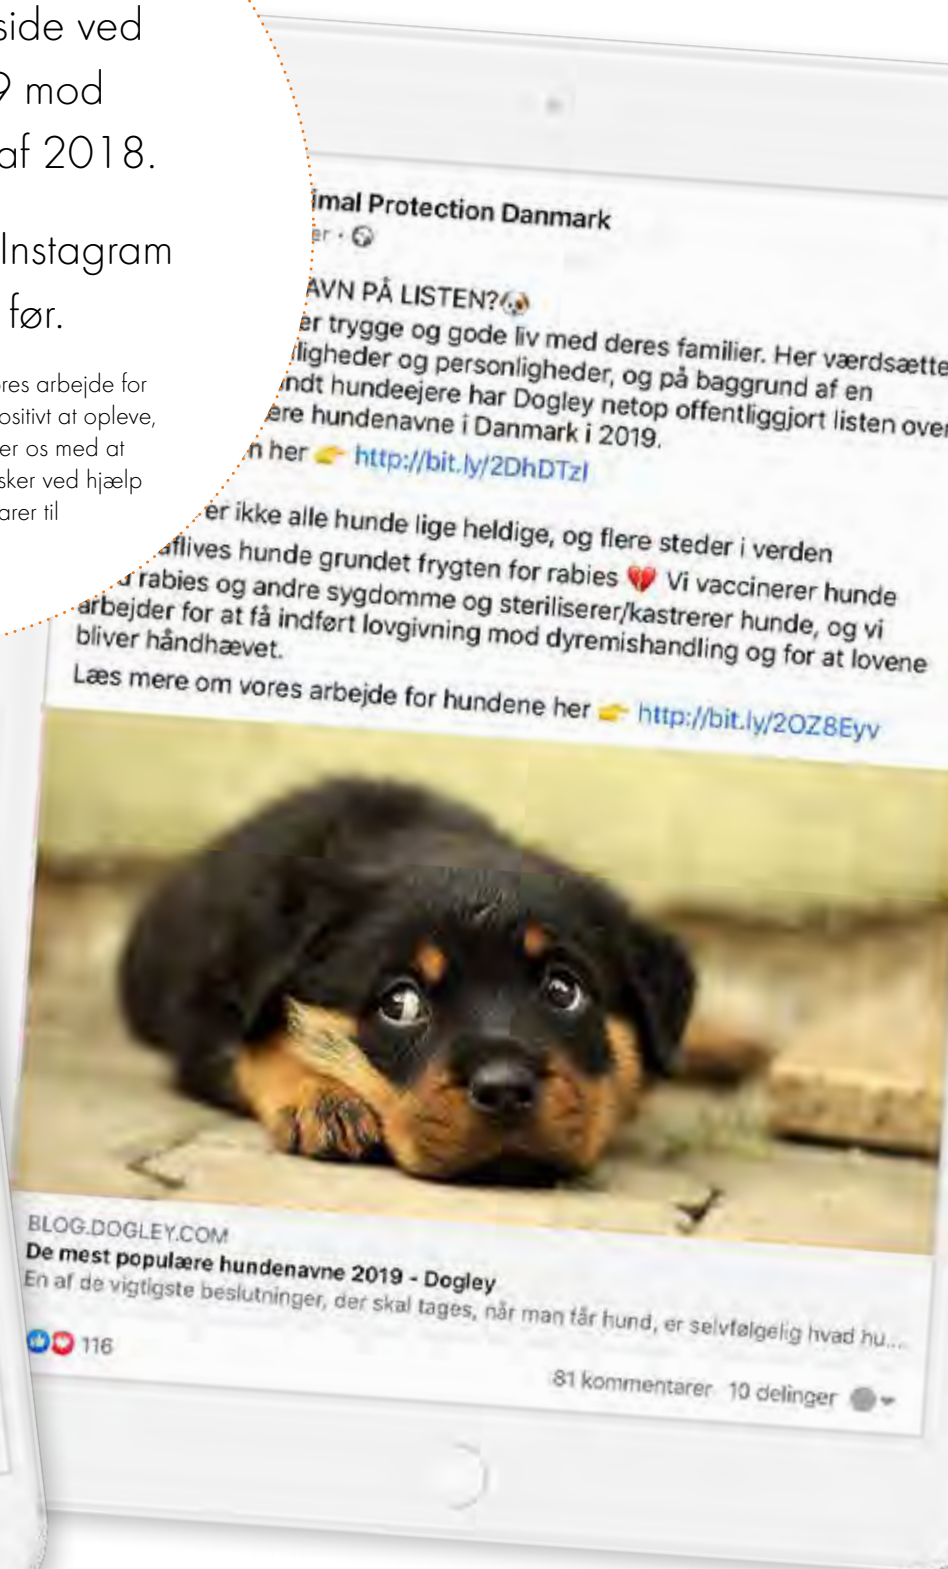 side ved
9 mod
af 2018.
Instagram
før.
res arbejde for
ositivt at opleve,
er os med at
sker ved hjælp
arer til
imal Protection Danmark
er ·
AVN PÅ LISTEN?
er trygge og gode liv med deres familier. Her værdsætte
ligheder og personligheder, og på baggrund af en
ndt hundeejere har Dogley netop offentliggjort listen over
ere hundenavne i Danmark i 2019.
n her 👉 http://bit.ly/2DhDTzl
er ikke alle hunde lige heldige, og flere steder i verden
aflives hunde grundet frygten for rabies 💔 Vi vaccinerer hunde
rabies og andre sygdomme og steriliserer/kastrerer hunde, og vi
arbejder for at få indført lovgivning mod dyremishandling og for at lovene
bliver håndhævet.
Læs mere om vores arbejde for hundene her 👉 http://bit.ly/2OZ8Eyv
BLOG.DOGLEY.COM
De mest populære hundenavne 2019 - Dogley
En af de vigtigste beslutninger, der skal tages, når man får hund, er selvfølgelig hvad hu...
116
81 kommentarer 10 delinger